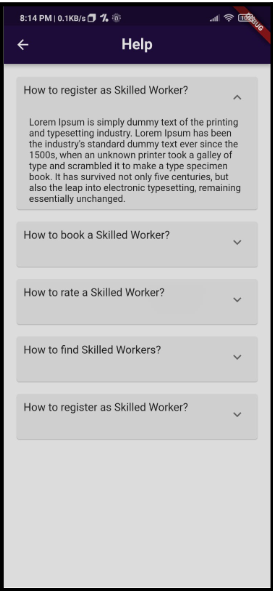 8:14 PM | 0.1KB/s
Help
How to register as Skilled Worker?
Lorem Ipsum is simply dummy text of the printing
and typesetting industry. Lorem Ipsum has been
the industry's standard dummy text ever since the
1500s, when an unknown printer took a galley of
type and scrambled it to make a type specimen
book. It has survived not only five centuries, but
also the leap into electronic typesetting, remaining
essentially unchanged.
How to book a Skilled Worker?
How to rate a Skilled Worker?
How to find Skilled Workers?
How to register as Skilled Worker?